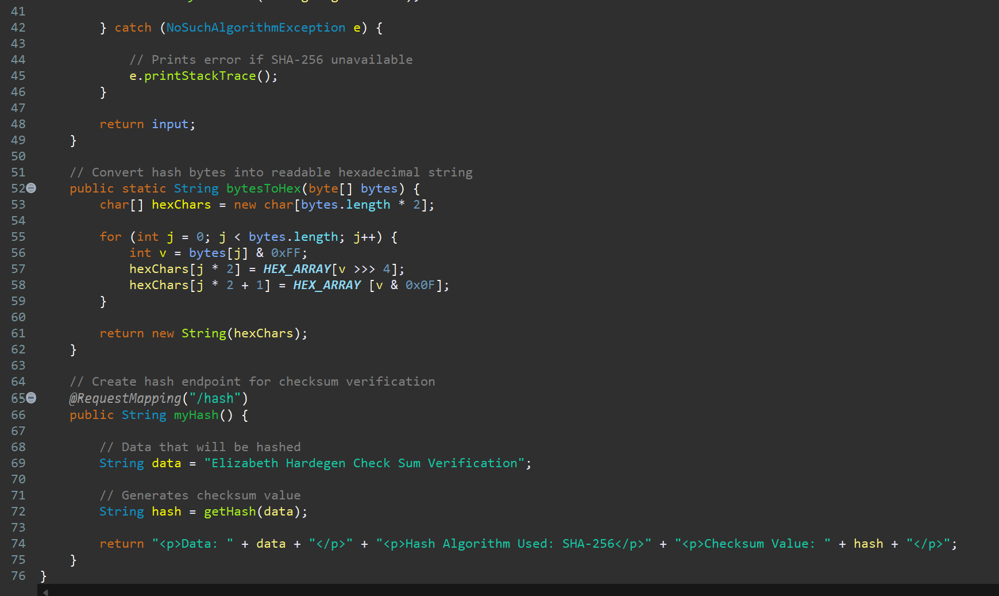 41
42 } catch (NoSuchAlgorithmException e) {
43
44 // Prints error if SHA-256 unavailable
45 e.printStackTrace();
46 }
47
48 return input;
49 }
50
51 // Convert hash bytes into readable hexadecimal string
52 public static String bytesToHex(byte[] bytes) {
53 char[] hexChars = new char[bytes.length * 2];
54
55 for (int j = 0; j < bytes.length; j++) {
56 int v = bytes[j] & 0xFF;
57 hexChars[j * 2] = HEX_ARRAY[v >>> 4];
58 hexChars[j * 2 + 1] = HEX_ARRAY [v & 0x0F];
59 }
60
61 return new String(hexChars);
62 }
63
64 // Create hash endpoint for checksum verification
65 @RequestMapping("/hash")
66 public String myHash() {
67
68 // Data that will be hashed
69 String data = "Elizabeth Hardegen Check Sum Verification";
70
71 // Generates checksum value
72 String hash = getHash(data);
73
74 return "<p>Data: " + data + "</p>" + "<p>Hash Algorithm Used: SHA-256</p>" + "<p>Checksum Value: " + hash + "</p>";
75 }
76 }